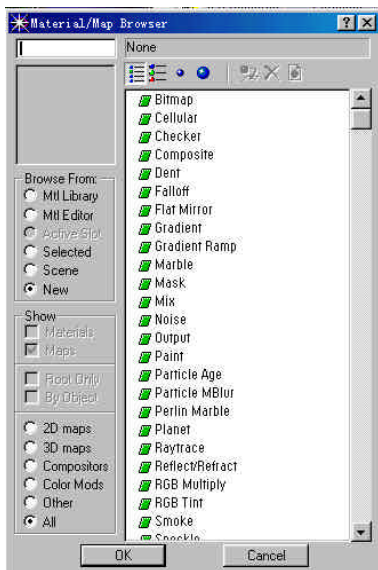 Material/Map Browser
None
Bitmap
Cellular
Checker
Composite
Dent
Falloff
Flat Mirror
Gradient
Gradient Ramp
Marble
Mask
Mix
Noise
Output
Paint
Particle Age
Particle MBlur
Perlin Marble
Planet
Raytrace
Reflect/Refract
RGB Multiply
RGB Tint
Smoke
Speckle
Browse From:
Mtl Library
Mtl Editor
Active Slot
Selected
Scene
New
Show
Materials
Maps
Root Only
By Object
2D maps
3D maps
Compositors
Color Mods
Other
All
OK
Cancel